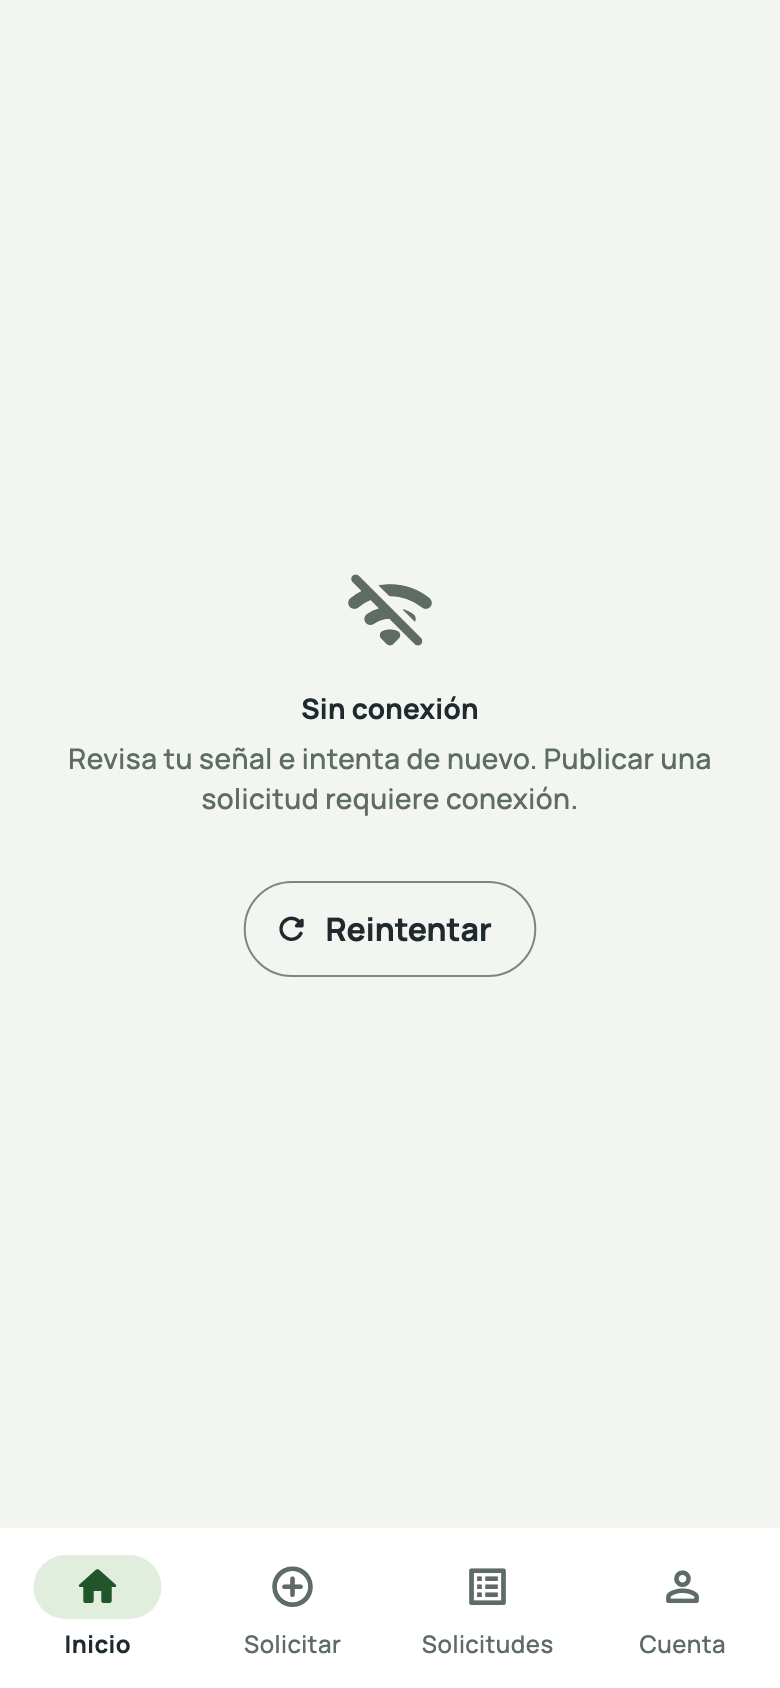 Sin conexión
Revisa tu señal e intenta de nuevo. Publicar una
solicitud requiere conexión.
Reintentar
Inicio
Solicitar
Solicitudes
Cuenta